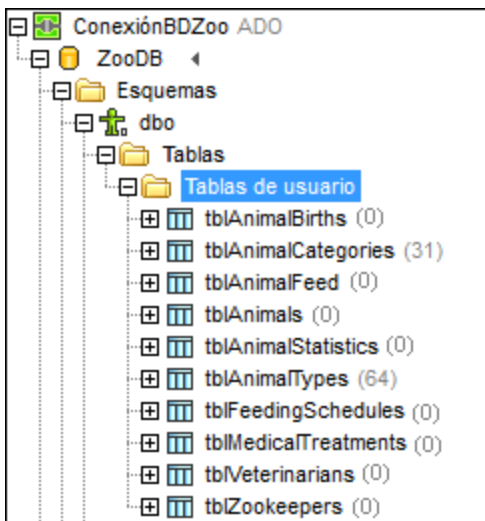 ConexiónBDZoo ADO
ZooDB
Esquemas
dbo
Tablas
Tablas de usuario
tblAnimalBirths (0)
tblAnimalCategories (31)
tblAnimalFeed (0)
tblAnimals (0)
tblAnimalStatistics (0)
tblAnimalTypes (64)
tblFeedingSchedules (0)
tblMedicalTreatments (0)
tblVeterinarians (0)
tblZookeepers (0)